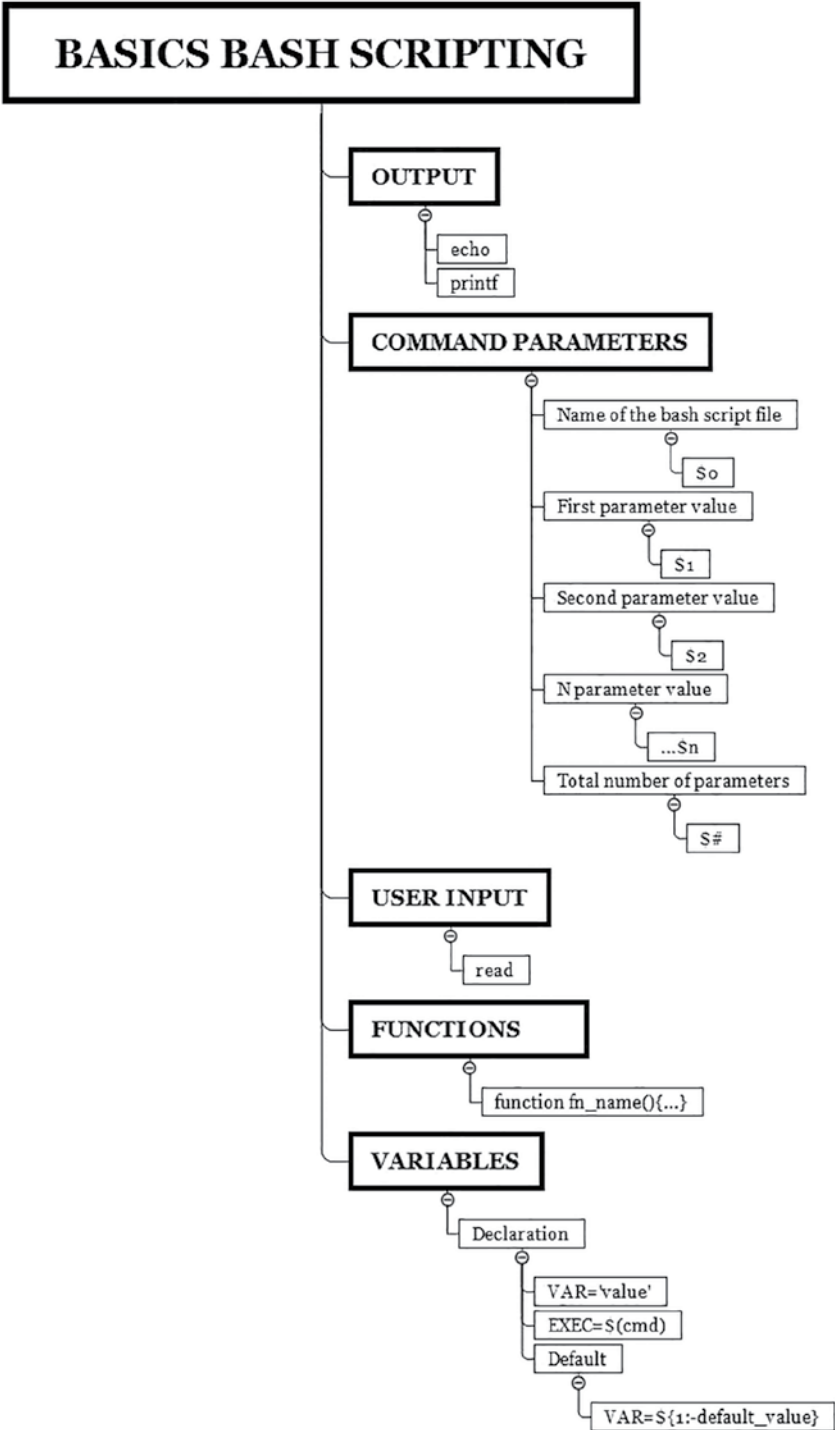 BASICS BASH SCRIPTING
OUTPUT
echo
printf
COMMAND PARAMETERS
Name of the bash script file
$0
First parameter value
$1
Second parameter value
$2
N parameter value
...$n
Total number of parameters
$#
USER INPUT
read
FUNCTIONS
function fn_name(){...}
VARIABLES
Declaration
VAR='value'
EXEC=$(cmd)
Default
VAR=${1:-default_value}